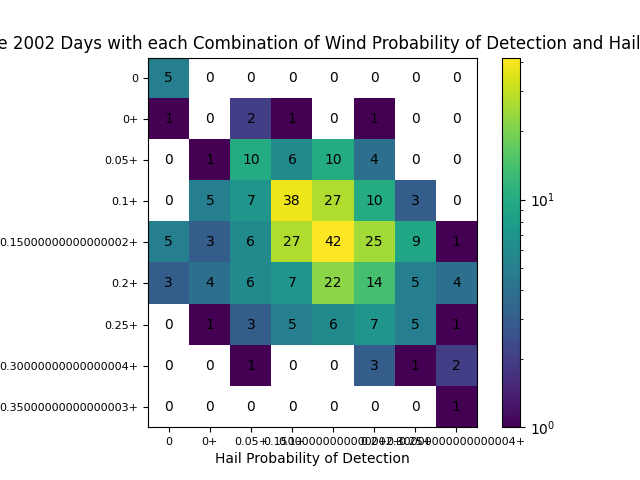 e 2002 Days with each Combination of Wind Probability of Detection and Hail
0 5 0 0 0 0 0 0 0
0+ 1 0 2 1 0 1 0 0
0.05+ 0 1 10 6 10 4 0 0
0.1+ 0 5 7 38 27 10 3 0
0.15000000000000002+ 5 3 6 27 42 25 9 1
0.2+ 3 4 6 7 22 14 5 4
0.25+ 0 1 3 5 6 7 5 1
0.30000000000000004+ 0 0 1 0 0 3 1 2
0.35000000000000003+ 0 0 0 0 0 0 0 1
0 0+ 0.05+
Hail Probability of Detection
10¹
10⁰